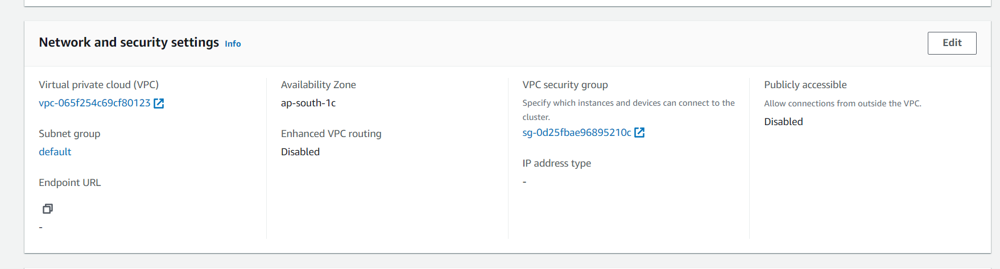 Network and security settings Info
Edit
Virtual private cloud (VPC)
vpc-065f254c69cf80123
Subnet group
default
Endpoint URL
-
Availability Zone
ap-south-1c
Enhanced VPC routing
Disabled
VPC security group
Specify which instances and devices can connect to the
cluster.
sg-0d25fbae96895210c
IP address type
-
Publicly accessible
Allow connections from outside the VPC.
Disabled